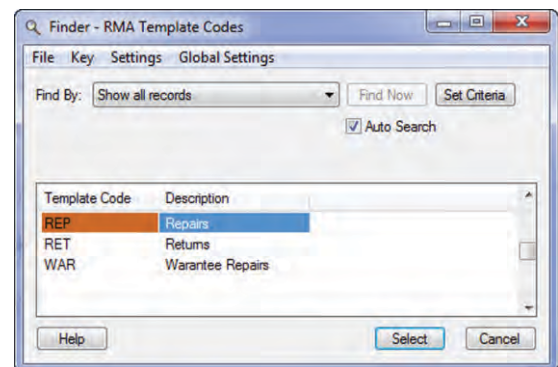 Finder - RMA Template Codes
File Key Settings Global Settings
Find By: Show all records Find Now Set Criteria
Auto Search
Template Code Description
REP Repairs
RET Returns
WAR Warantee Repairs
Help Select Cancel